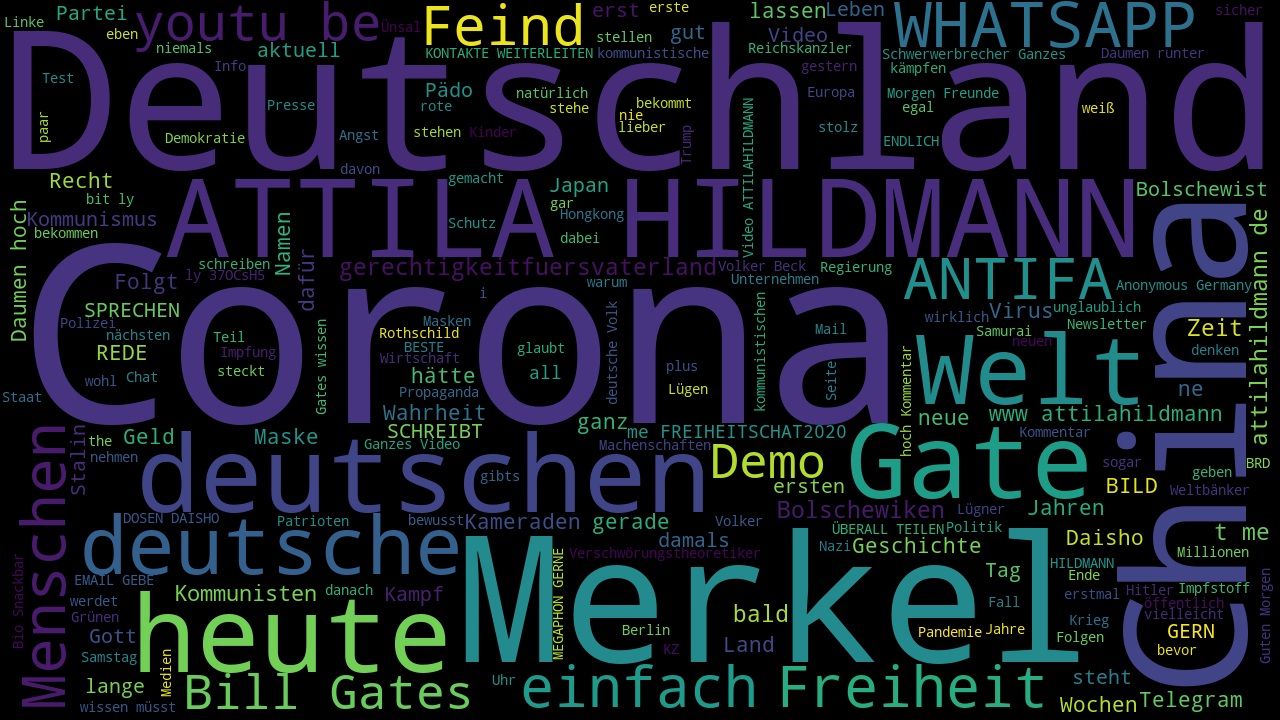 Linke
Partei
eben
youtu be
Ünsal
Feind
erst
erste
lassen
Leben
WHATSAPP
sicher
niemals
aktuell
KONTAKTE WEITERLEITEN
stellen
gut
kommunistische
Video
Reichskanzler
Schwerwerbrecher Ganzes
Daumen runter
Deutschland
Test
Info
gestern
kämpfen
Presse
Pädo
rote
natürlich
stehe
bekommt
nie
lieber
Europa
Morgen Freunde
egal
weiß
paar
Demokratie
Angst
stehen
Kinder
Trump
stolz
ENDLICH
davon
Recht
bit ly
gemacht
Japan
gar
Video ATTILAHILDMANN
Bolschewist
ATTILA HILDMANN
Daumen hoch
Kommunismus
bekommen
Namen
Schutz
Hongkong
dabei
China
attilahildmann de
schreiben
ly 37OCsH5
Folgt
dafür
gerechtigkeitfuersvaterland
Volker Beck
Unternehmen
Regierung
ANTIFA
Anonymous Germany
Corona
warum
i
SPRECHEN
Polizei
nächsten
REDE
Teil
Impfung
steckt
Gates wissen
Masken
Rothschild
BESTE
Wirtschaft
hätte
Propaganda
glaubt
all
deutsche Volk
plus
Lügen
kommunistischen
Mail
Seite
wirklich
Virus
unglaublich
Samurai
Newsletter
neuen
Zeit
denken
Welt
wohl
Chat
Staat
Wahrheit
SCHREIBT
ganz
me FREIHEITSCHAT2020
hoch Kommentar
neue
www attilahildmann
ne
Menschen
Stalin
the
nehmen
Geld
Maske
Ganzes Video
Machenschaften
Gate
Kommentar
sogar
geben
BRD
deutschen
gibts
Demo
ersten
BILD
Weltbänker
DOSEN DAISHO
Patrioten
bewusst
Kameraden
gerade
Volker
Bolschewiken
Lügner
Jahren
deutsche
damals
ÜBERALL TEILEN
Politik
Daisho
t me
Verschwörungstheoretiker
Nazi
Geschichte
Millionen
Merkel
Bio Snackbar
EMAIL GEBE
werdet
Grünen
Kommunisten
danach
Kampf
MEGAPHON GERNE
Tag
HILDMANN
Ende
erstmal
Hitler
Impfstoff
öffentlich
vielleicht
Guten Morgen
heute
Gott
Samstag
Medien
bald
Berlin
KZ
Land
Fall
Pandemie
Jahre
Krieg
Folgen
GERN
bevor
lange
wissen müsst
Bill Gates
Uhr
einfach
Freiheit
steht
Wochen
Telegram